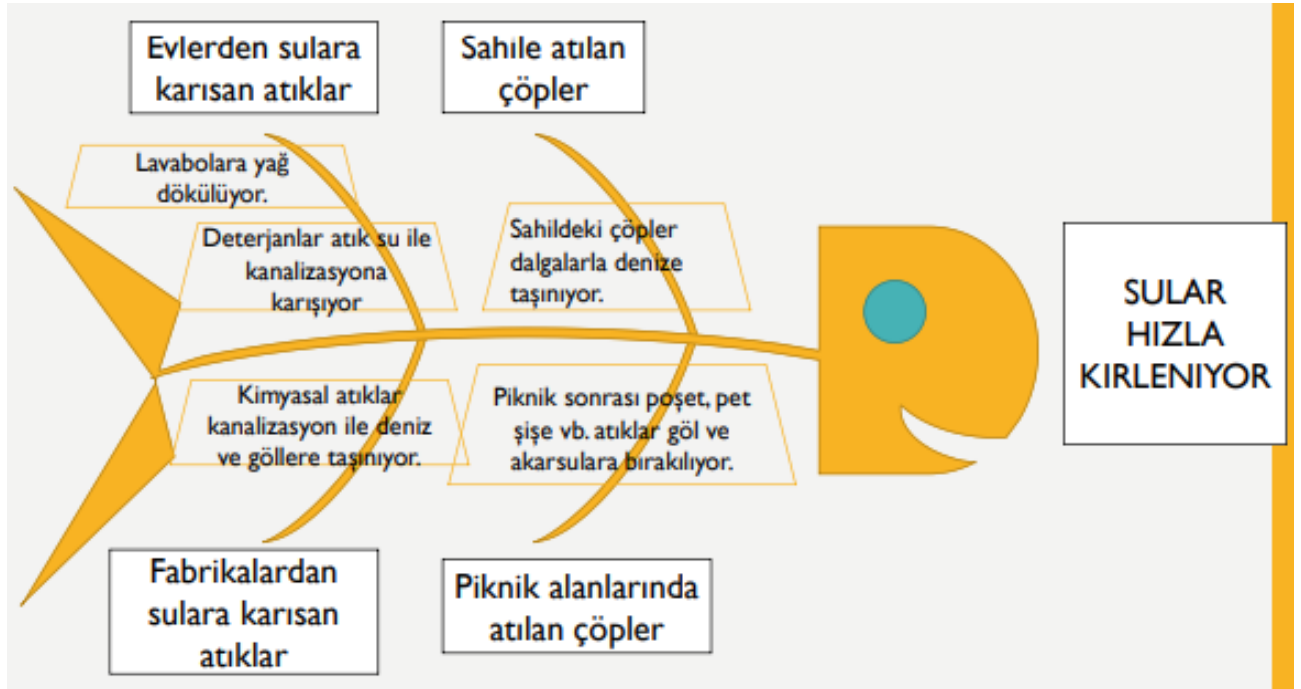 Evlerden sulara
karısan atıklar
Sahile atılan
çöpler
Lavabolara yağ
dökülüyor.
Deterjanlar atık su ile
kanalizasyona
karışıyor
Sahildeki çöpler
dalgalarla denize
taşınıyor.
SULAR
HIZLA
KIRLENIYOR
Kimyasal atıklar
kanalizasyon ile deniz
ve göllere taşınıyor.
Piknik sonrası poşet, pet
şişe vb. atıklar göl ve
akarsulara bırakılıyor.
Fabrikalardan
sulara karısan
atıklar
Piknik alanlarında
atılan çöpler